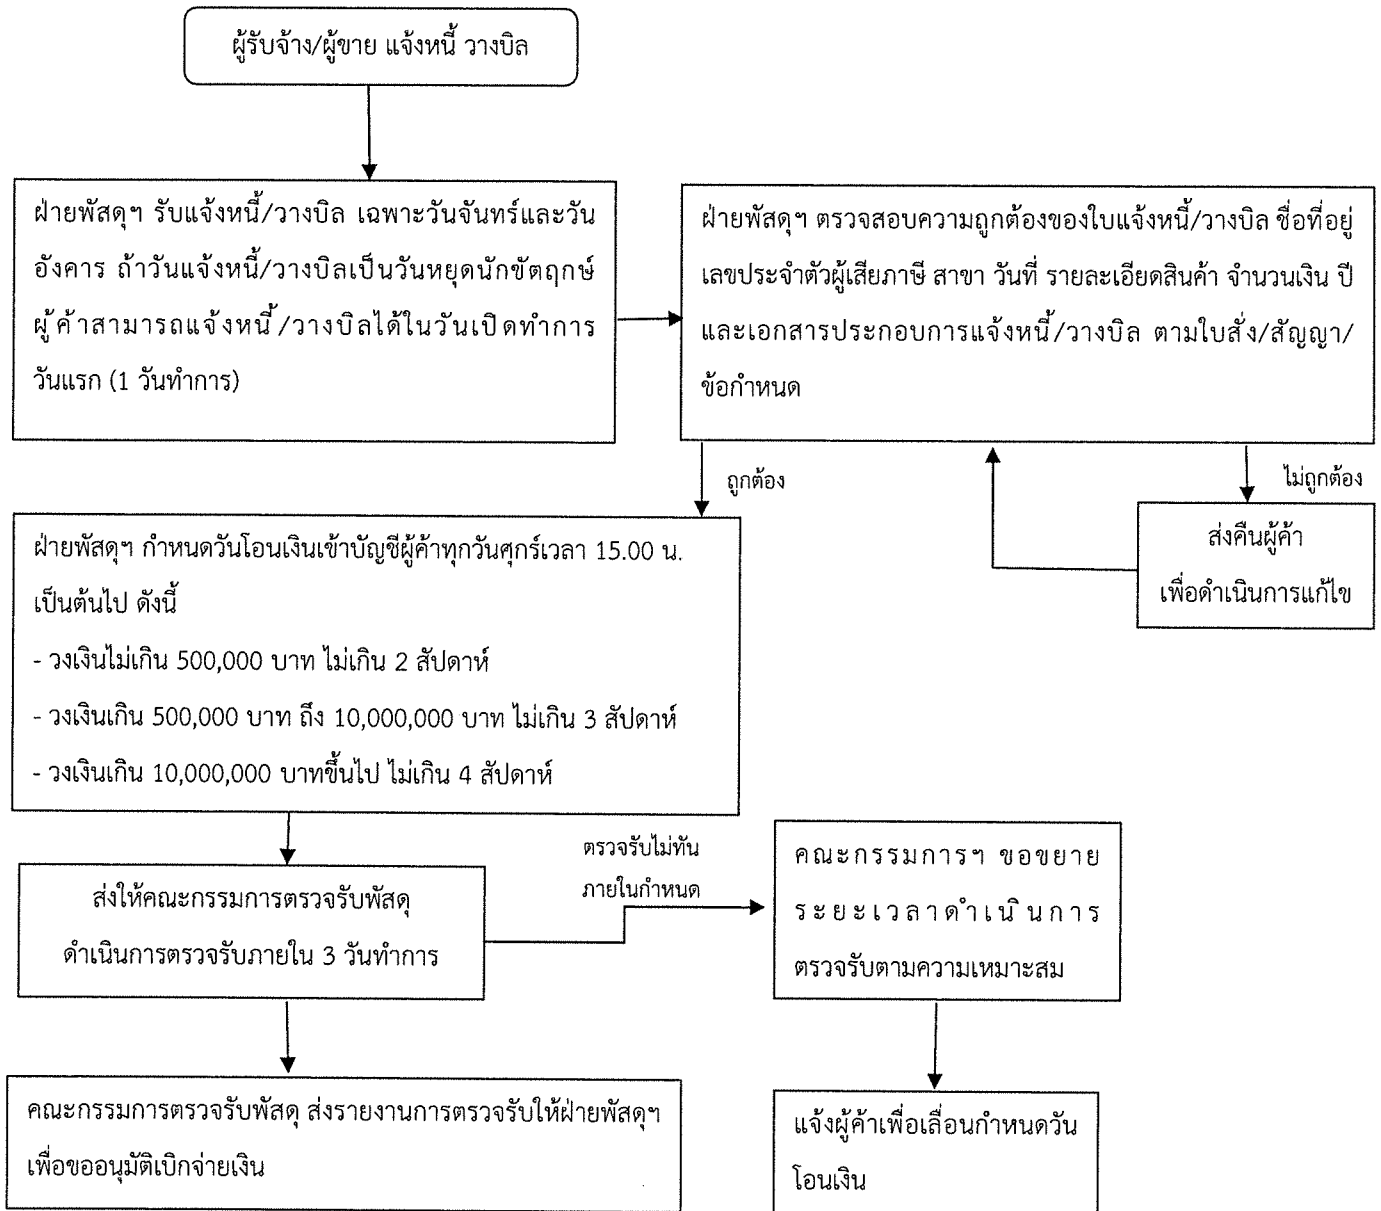 ผู้รับจ้าง/ผู้ขาย แจ้งหนี้ วางบิล
ฝ่ายพัสดุฯ รับแจ้งหนี้/วางบิล เฉพาะวันจันทร์และวัน
อังคาร ถ้าวันแจ้งหนี้/วางบิลเป็นวันหยุดนักขัตฤกษ์
ผู้ค้าสามารถแจ้งหนี้/วางบิลได้ในวันเปิดทำการ
วันแรก (1 วันทำการ)
ฝ่ายพัสดุฯ ตรวจสอบความถูกต้องของใบแจ้งหนี้/วางบิล ชื่อที่อยู่
เลขประจำตัวผู้เสียภาษี สาขา วันที่ รายละเอียดสินค้า จำนวนเงิน ปี
และเอกสารประกอบการแจ้งหนี้/วางบิล ตามใบสั่ง/สัญญา/
ข้อกำหนด
ถูกต้อง
ไม่ถูกต้อง
ส่งคืนผู้ค้า
เพื่อดำเนินการแก้ไข
ฝ่ายพัสดุฯ กำหนดวันโอนเงินเข้าบัญชีผู้ค้าทุกวันศุกร์เวลา 15.00 น.
เป็นต้นไป ดังนี้
- วงเงินไม่เกิน 500,000 บาท ไม่เกิน 2 สัปดาห์
- วงเงินเกิน 500,000 บาท ถึง 10,000,000 บาท ไม่เกิน 3 สัปดาห์
- วงเงินเกิน 10,000,000 บาทขึ้นไป ไม่เกิน 4 สัปดาห์
ส่งให้คณะกรรมการตรวจรับพัสดุ
ดำเนินการตรวจรับภายใน 3 วันทำการ
ตรวจรับไม่ทัน
ภายในกำหนด
คณะกรรมการฯ ขอขยาย
ระยะเวลาดำเนินการ
ตรวจรับตามความเหมาะสม
คณะกรรมการตรวจรับพัสดุ ส่งรายงานการตรวจรับให้ฝ่ายพัสดุฯ
เพื่อขออนุมัติเบิกจ่ายเงิน
แจ้งผู้ค้าเพื่อเลื่อนกำหนดวัน
โอนเงิน